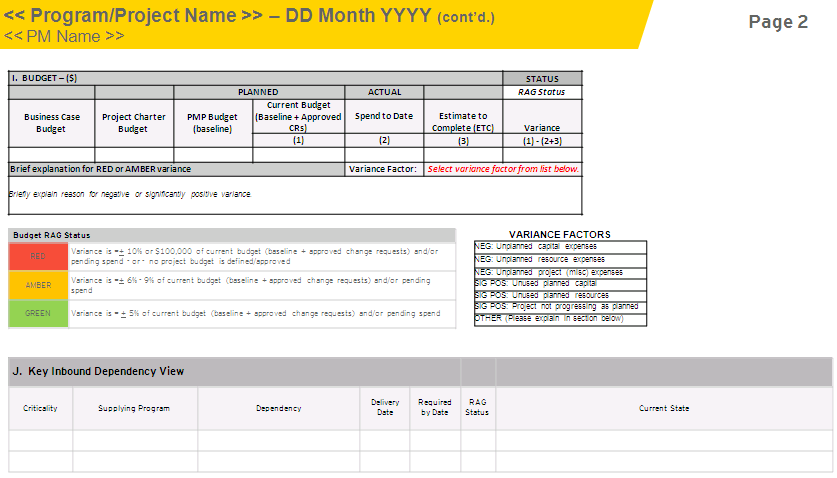 << Program/Project Name >> – DD Month YYYY (cont'd.)
<< PM Name >>
Page 2
I. BUDGET – ($)
STATUS
PLANNED
ACTUAL
RAG Status
Business Case
Budget
Project Charter
Budget
PMP Budget
(baseline)
Current Budget
(Baseline + Approved
CRs)
Spend to Date
Estimate to
Complete (ETC)
Variance
(1)
(2)
(3)
(1) - (2+3)
Brief explanation for RED or AMBER variance
Variance Factor:
Select variance factor from list below.
Briefly explain reason for negative or significantly positive variance.
Budget RAG Status
RED
Variance is =± 10% or $100,000 of current budget (baseline + approved change requests) and/or
pending spend - or - no project budget is defined/approved
AMBER
Variance is =± 6% - 9% of current budget (baseline + approved change requests) and/or pending
spend
GREEN
Variance is = ± 5% of current budget (baseline + approved change requests) and/or pending spend
VARIANCE FACTORS
NEG: Unplanned capital expenses
NEG: Unplanned resource expenses
NEG: Unplanned project (misc) expenses
SIG POS: Unused planned capital
SIG POS: Unused planned resources
SIG POS: Project not progressing as planned
OTHER (Please explain in section below)
J. Key Inbound Dependency View
Criticality
Supplying Program
Dependency
Delivery
Date
Required
by Date
RAG
Status
Current State